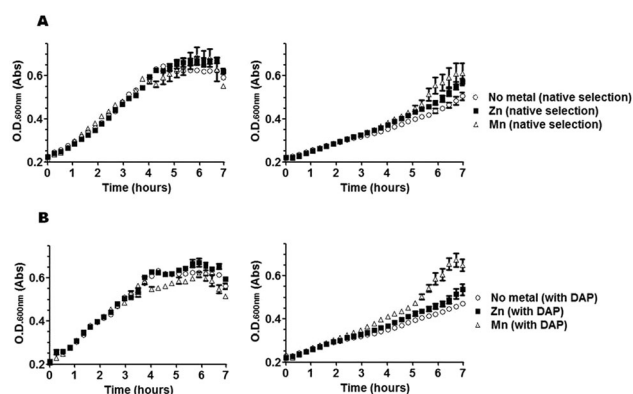 A
O.D.600nm (Abs)
0.6
0.4
0.2
0 1 2 3 4 5 6 7
Time (hours)
O.D.600nm (Abs)
0.6
0.4
0.2
0 1 2 3 4 5 6 7
Time (hours)
No metal (native selection)
Zn (native selection)
Mn (native selection)
B
O.D.600nm (Abs)
0.6
0.4
0.2
0 1 2 3 4 5 6 7
Time (hours)
O.D.600nm (Abs)
0.6
0.4
0.2
0 1 2 3 4 5 6 7
Time (hours)
No metal (with DAP)
Zn (with DAP)
Mn (with DAP)